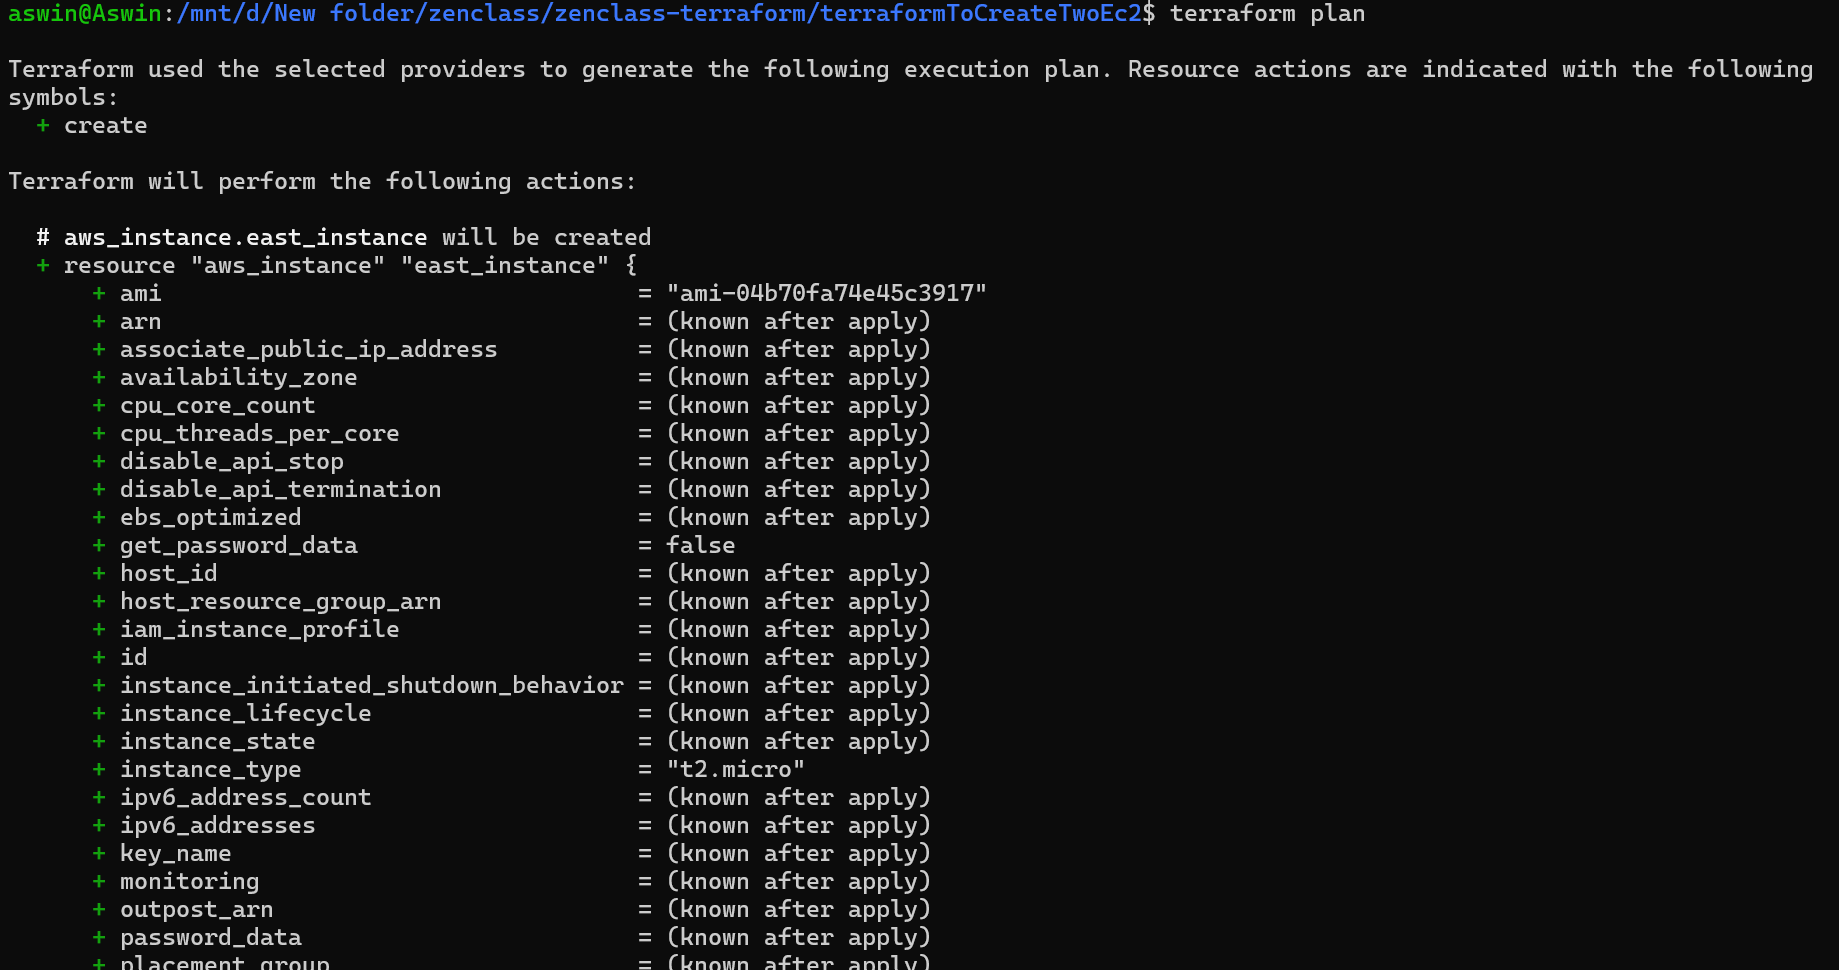 aswin@Aswin:/mnt/d/New folder/zenclass/zenclass-terraform/terraformToCreateTwoEc2$ terraform plan
Terraform used the selected providers to generate the following execution plan. Resource actions are indicated with the following
symbols:
  + create
Terraform will perform the following actions:
  # aws_instance.east_instance will be created
  + resource "aws_instance" "east_instance" {
      + ami                                  = "ami-04b70fa74e45c3917"
      + arn                                  = (known after apply)
      + associate_public_ip_address          = (known after apply)
      + availability_zone                    = (known after apply)
      + cpu_core_count                       = (known after apply)
      + cpu_threads_per_core                 = (known after apply)
      + disable_api_stop                     = (known after apply)
      + disable_api_termination              = (known after apply)
      + ebs_optimized                        = (known after apply)
      + get_password_data                    = false
      + host_id                              = (known after apply)
      + host_resource_group_arn              = (known after apply)
      + iam_instance_profile                 = (known after apply)
      + id                                   = (known after apply)
      + instance_initiated_shutdown_behavior = (known after apply)
      + instance_lifecycle                   = (known after apply)
      + instance_state                       = (known after apply)
      + instance_type                        = "t2.micro"
      + ipv6_address_count                   = (known after apply)
      + ipv6_addresses                       = (known after apply)
      + key_name                             = (known after apply)
      + monitoring                           = (known after apply)
      + outpost_arn                          = (known after apply)
      + password_data                        = (known after apply)
      + placement_group                      = (known after apply)